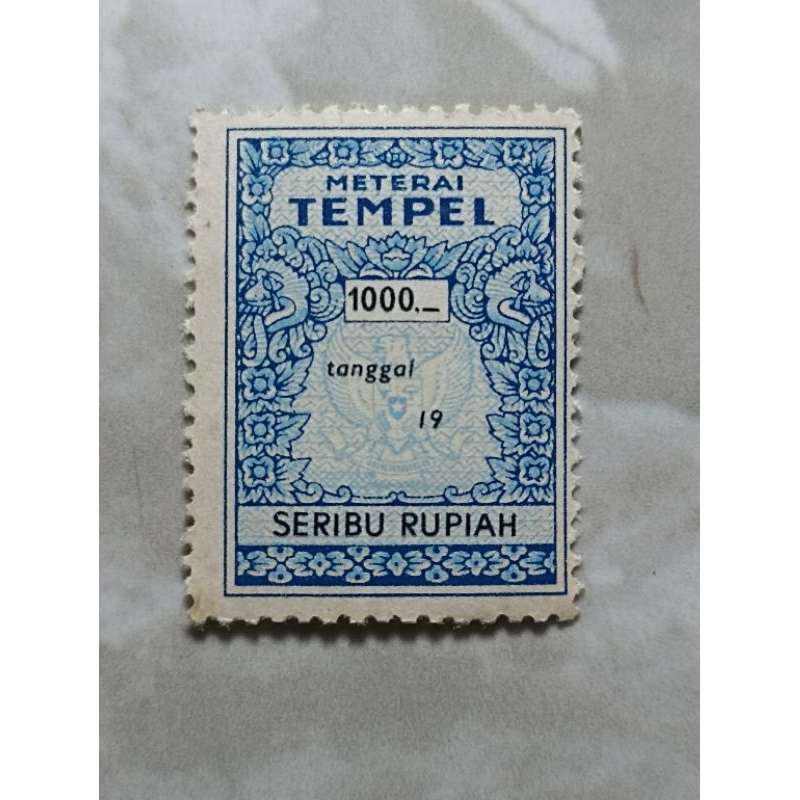 METERAI
TEMPEL
1000,_
tanggal
19
SERIBU RUPIAH